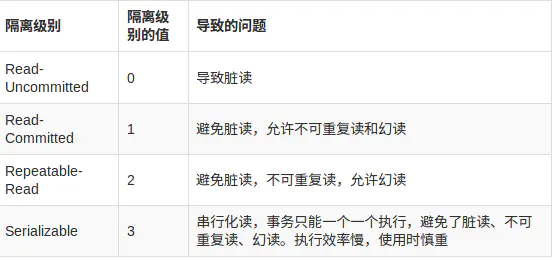 隔离级别
隔离级
别的值
导致的问题
Read-
Uncommitted
0
导致脏读
Read-
Committed
1
避免脏读，允许不可重复读和幻读
Repeatable-
Read
2
避免脏读，不可重复读，允许幻读
Serializable
3
串行化读，事务只能一个一个执行，避免了脏读、不可
重复读、幻读。执行效率慢，使用时慎重